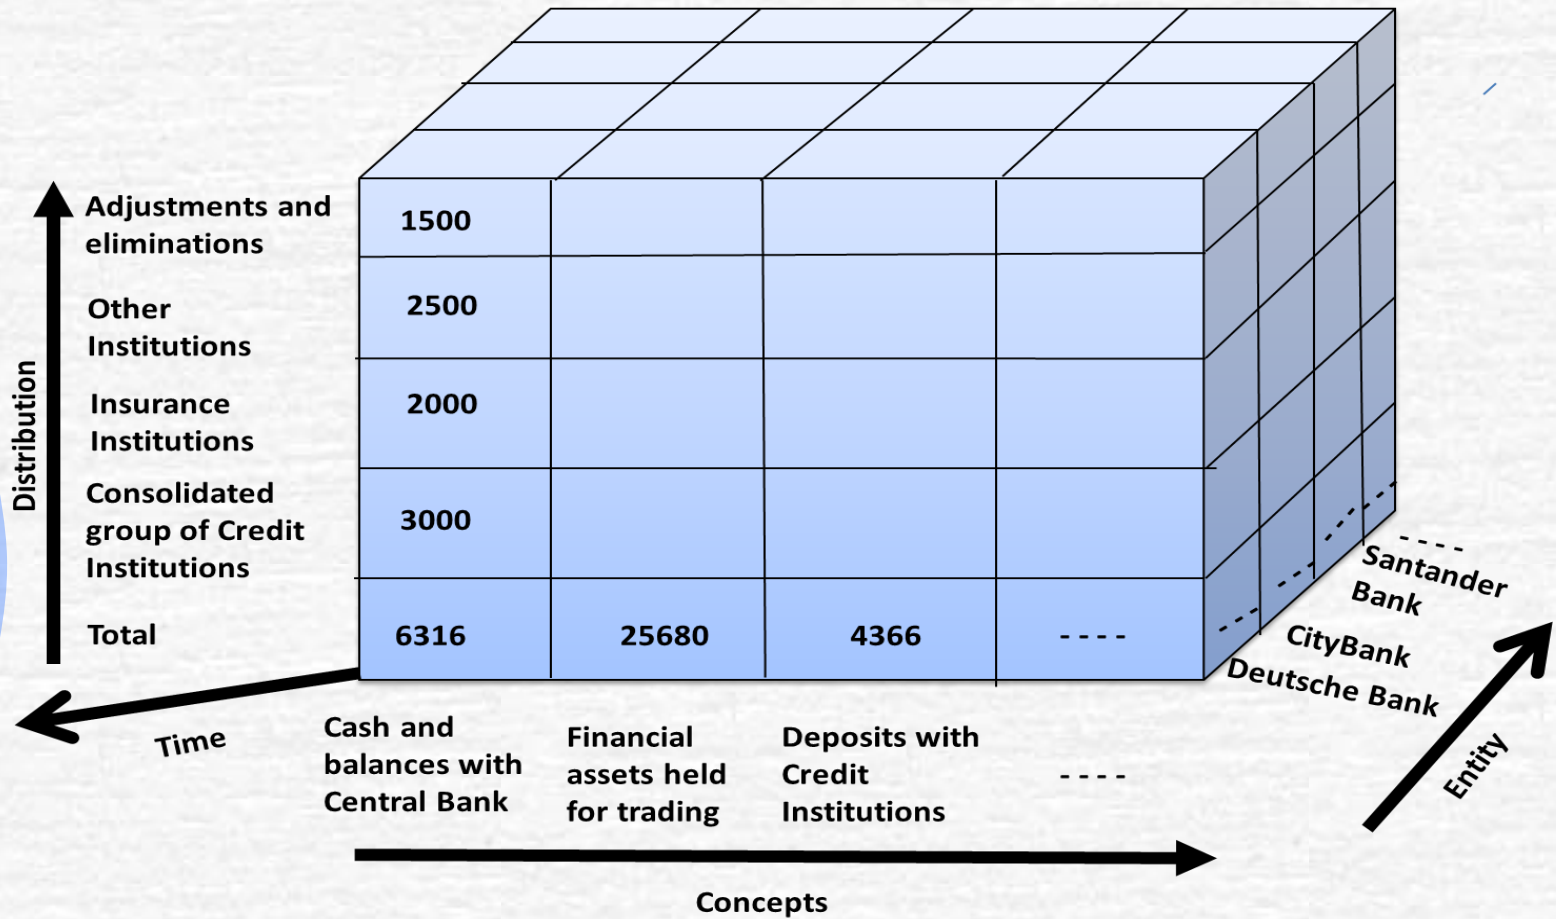 Adjustments and
eliminations
1500
Other
Institutions
2500
Insurance
Institutions
2000
Consolidated
group of Credit
Institutions
3000
Total
6316
25680
4366
- - - -
Distribution
Time
Cash and
balances with
Central Bank
Financial
assets held
for trading
Deposits with
Credit
Institutions
- - - -
Concepts
- - - -
Santander
Bank
CityBank
Deutsche Bank
Entity